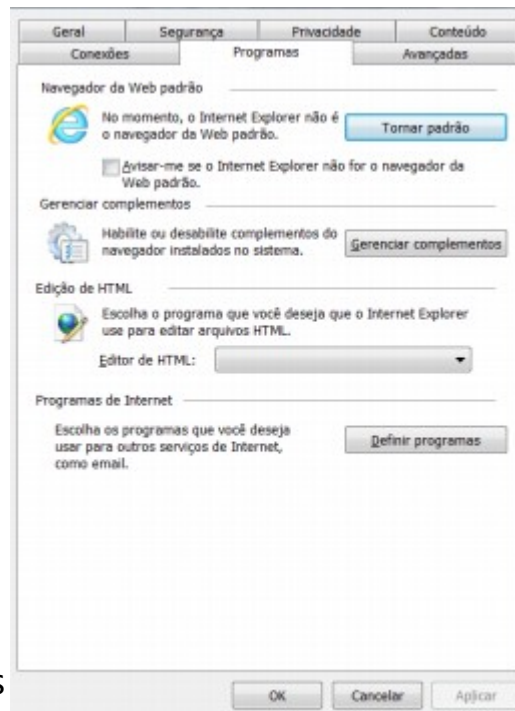 Geral Segurança Privacidade Conteúdo
Conexões Programas Avançadas
Navegador da Web padrão
No momento, o Internet Explorer não é
o navegador da Web padrão.
Tornar padrão
Avisar-me se o Internet Explorer não for o navegador da
Web padrão.
Gerenciar complementos
Habilite ou desabilite complementos do
navegador instalados no sistema.
Gerenciar complementos
Edição de HTML
Escolha o programa que você deseja que o Internet Explorer
use para editar arquivos HTML.
Editor de HTML:
Programas de Internet
Escolha os programas que você deseja
usar para outros serviços de Internet,
como email.
Definir programas
s
OK Cancelar Aplicar